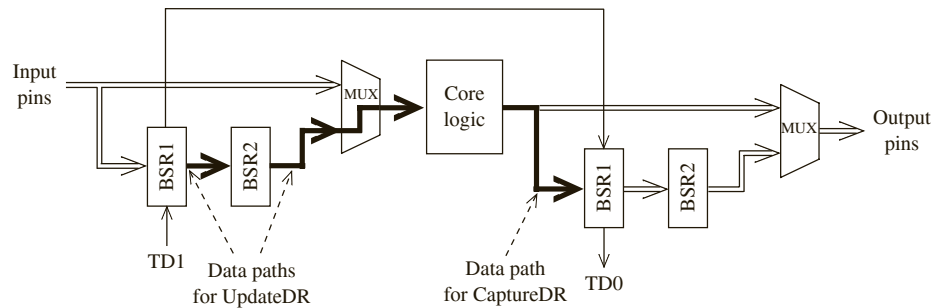 Input
pins
MUX
Core
logic
MUX
Output
pins
BSR1
BSR2
BSR1
BSR2
TD1
Data paths
for UpdateDR
Data path
for CaptureDR
TD0